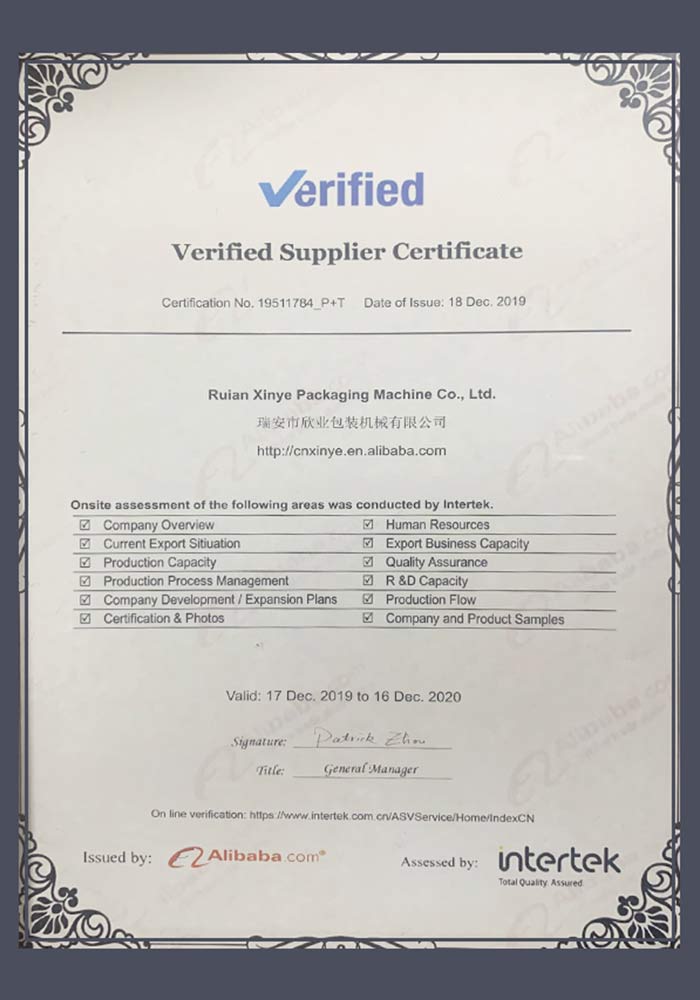 Verified
Verified Supplier Certificate
Certification No. 19511784_P+T Date of Issue: 18 Dec. 2019
Ruian Xinye Packaging Machine Co., Ltd.
瑞安市欣业包装机械有限公司
http://cnxinye.en.alibaba.com
Onsite assessment of the following areas was conducted by Intertek.
☑ Company Overview ☑ Human Resources
☑ Current Export Sitiuation ☑ Export Business Capacity
☑ Production Capacity ☑ Quality Assurance
☑ Production Process Management ☑ R &D Capacity
☑ Company Development / Expansion Plans ☑ Production Flow
☑ Certification & Photos ☑ Company and Product Samples
Valid: 17 Dec. 2019 to 16 Dec. 2020
Signature: Patrick Zhou
Title: General Manager
On line verification: https://www.intertek.com.cn/ASVService/Home/IndexCN
Issued by: Alibaba.com® Assessed by: intertek
Total Quality. Assured.